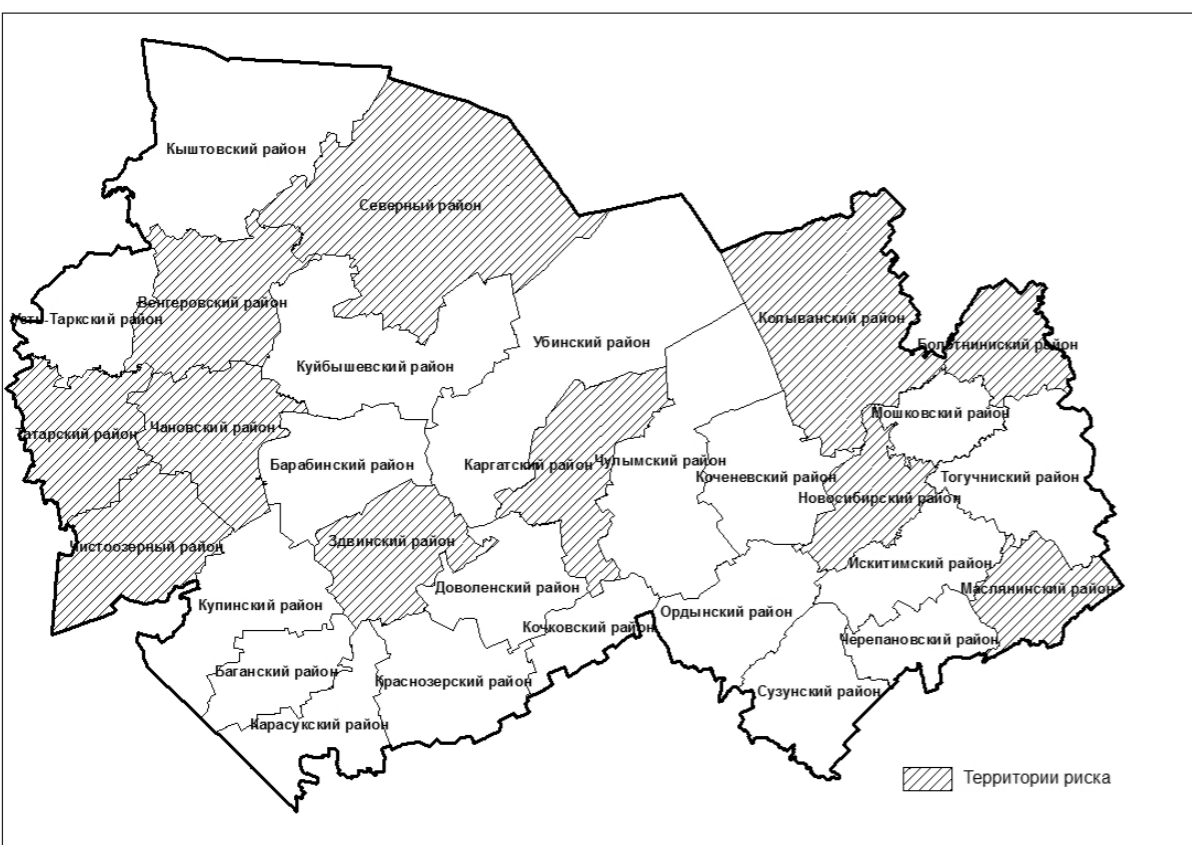 Кыштовский район
Северный район
Венгеровский район
Усть-Таркский район
Колыванский район
Убинский район
Болотниниский район
Куйбышевский район
Мошковский район
Чановский район
Татарский район
Барабинский район
Каргатский район
Чулымский район
Коченевский район
Тогучниский район
Новосибирский район
Чистоозерный район
Здвинский район
Искитимский район
Доволенский район
Маслянинский район
Купинский район
Ордынский район
Кочковский район
Черепановский район
Баганский район
Краснозерский район
Сузунский район
Карасукский район
Территории риска